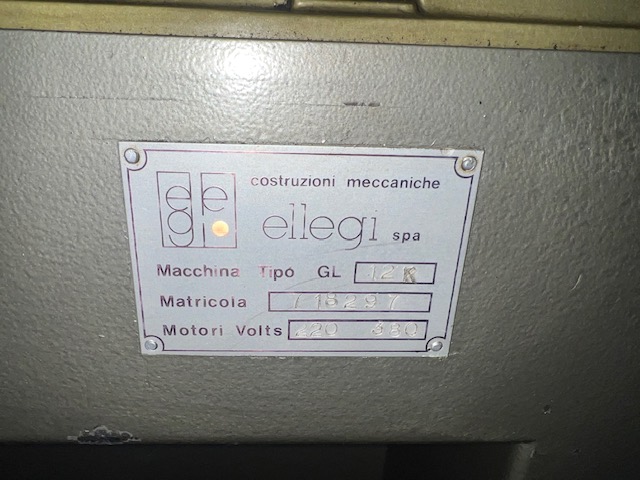 costruzioni meccaniche
ellegi spa
Macchina Tipo GL 12K
Matricola 718297
Motori Volts 220 380